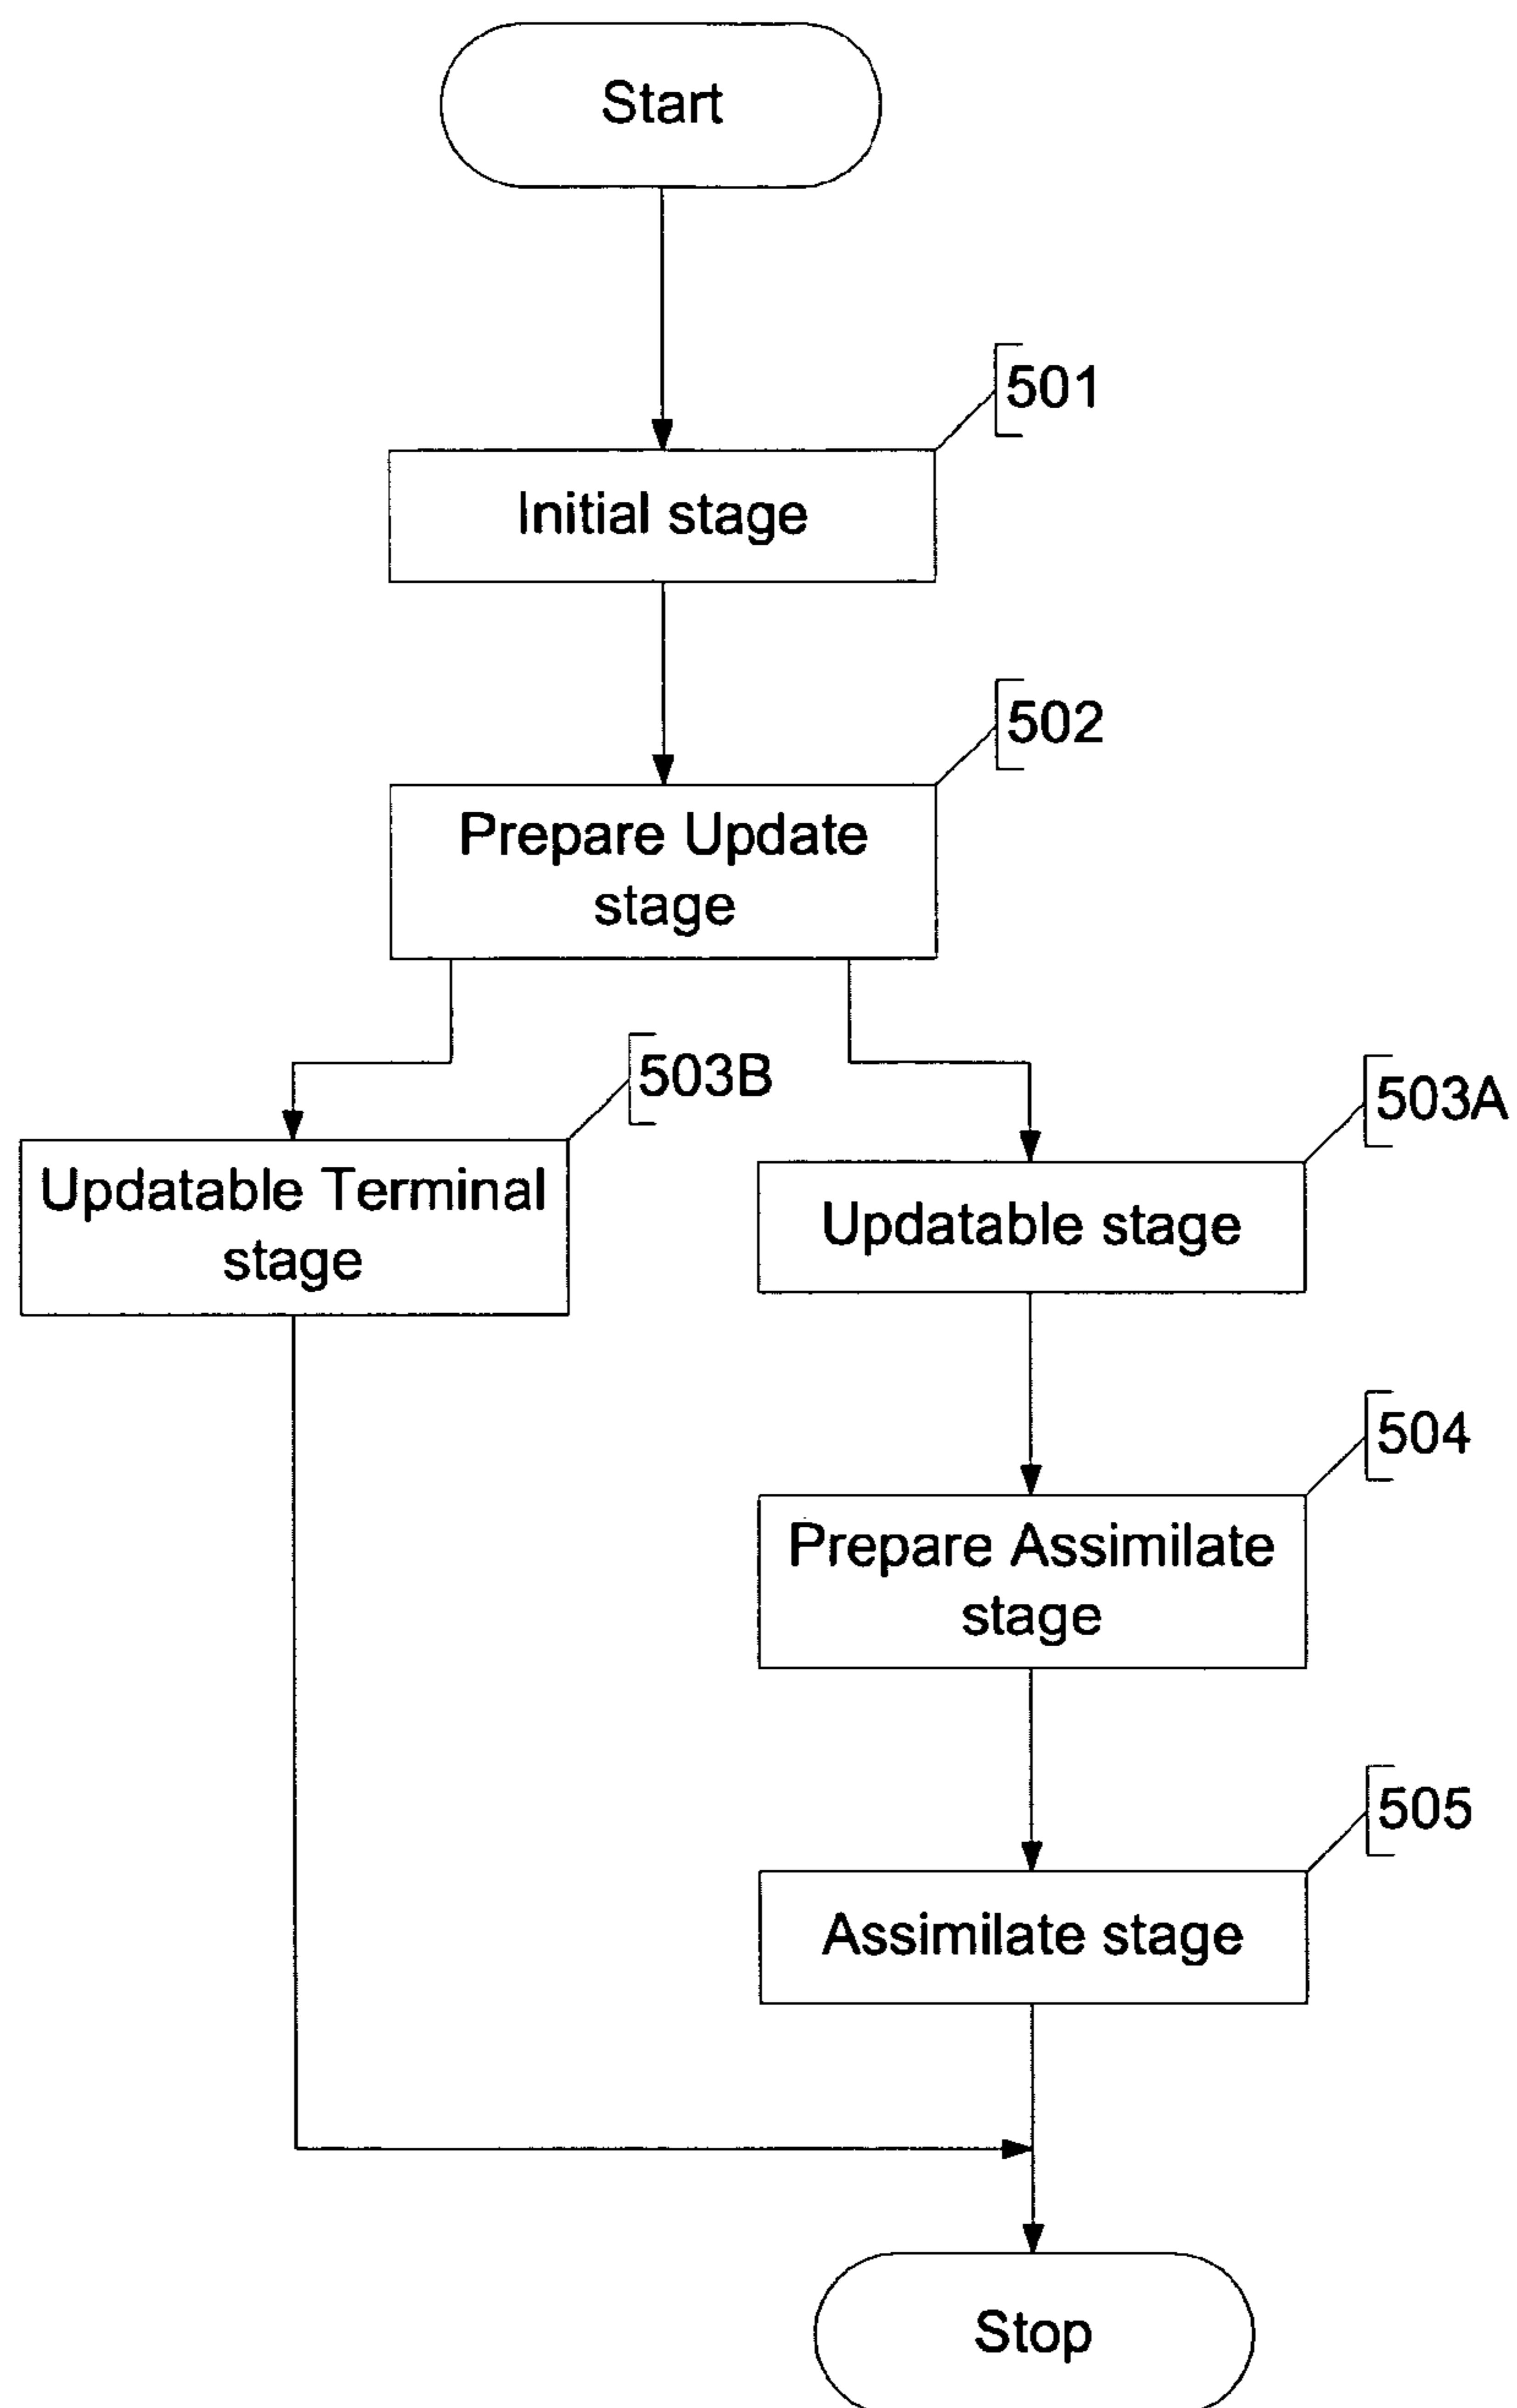 Start
501
Initial stage
502
Prepare Update
stage
503B
503A
Updatable Terminal
stage
Updatable stage
504
Prepare Assimilate
stage
505
Assimilate stage
Stop